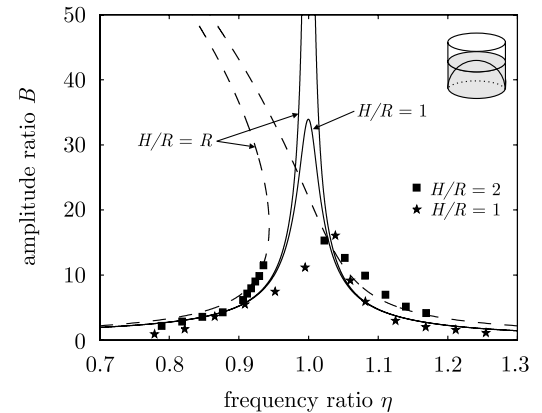 50
40
30
20
10
0
amplitude ratio B
H/R = R
H/R = 1
H/R = 2
H/R = 1
0.7 0.8 0.9 1.0 1.1 1.2 1.3
frequency ratio η